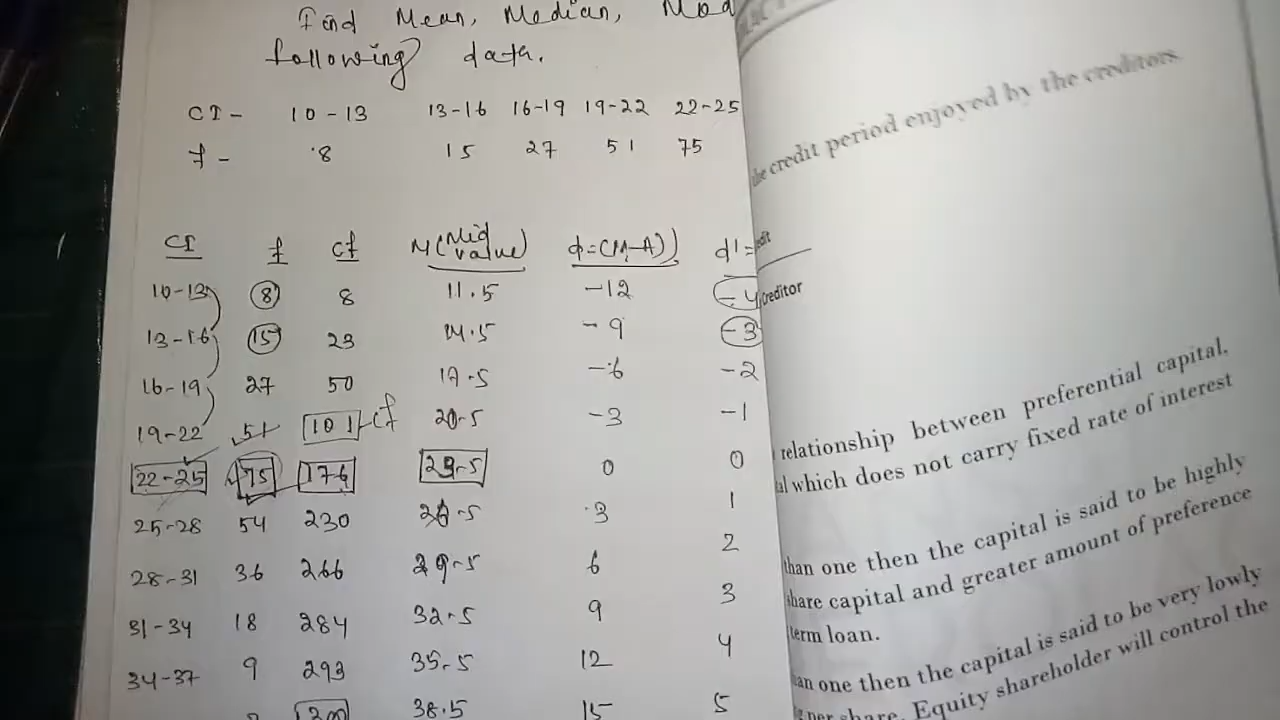 Find Mean, Median, Mod
following data.
CI - 10 - 13 13-16 16-19 19-22 22-25
f - 8 15 27 51 75
CI f cf M(Mid value) d=(M-A)) d'=
10-13 8 8 11.5 -12 -4
13-16 15 23 14.5 -9 -3
16-19 27 50 17.5 -6 -2
19-22 51 101 cf 20.5 -3 -1
22-25 75 176 23.5 0 0
25-28 54 230 26.5 3 1
28-31 36 266 29.5 6 2
31-34 18 284 32.5 9 3
34-37 9 293 35.5 12 4
300 38.5 15 5
the credit period enjoyed by the creditors.
edit
Creditor
relationship between preferential capital,
al which does not carry fixed rate of interest
than one then the capital is said to be highly
share capital and greater amount of preference
term loan.
an one then the capital is said to be very lowly
per share. Equity shareholder will control the